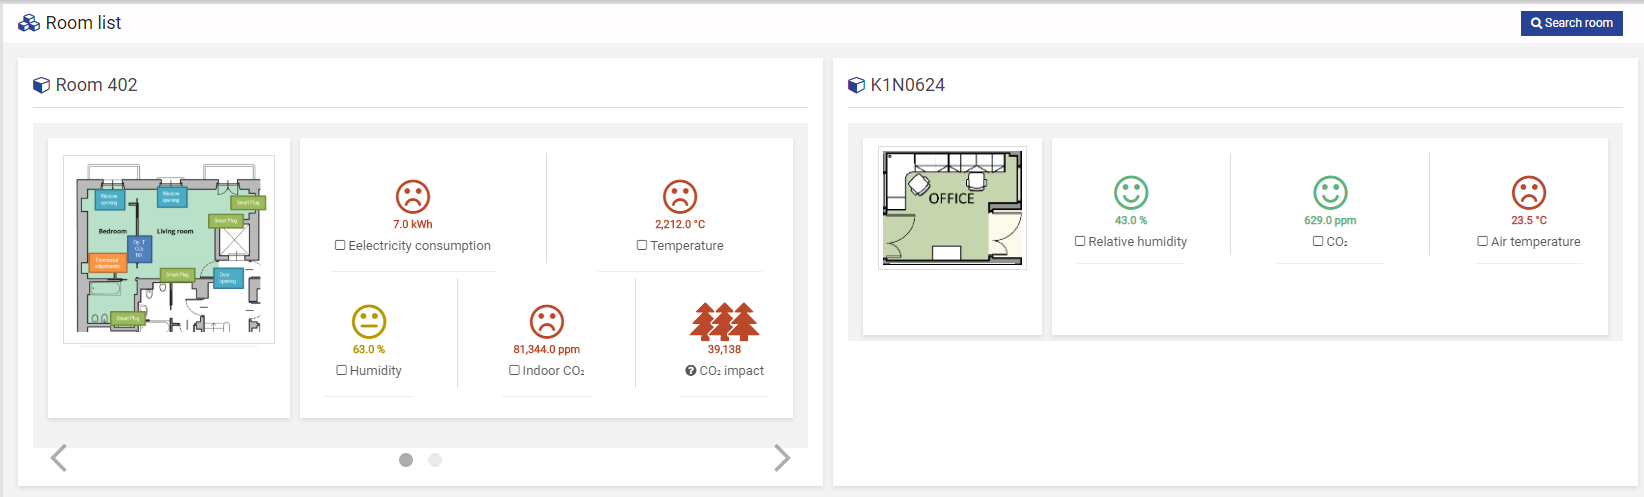 Room list
Search room
Room 402
Window
opening
Window
opening
Smart Plug
Smart Plug
Bedroom
Living room
Op. T
CO₂
RH
Thermostat
adjustments
Smart Plug
Door
opening
Smart Plug
7.0 kWh
Eelectricity consumption
2,212.0 °C
Temperature
63.0 %
Humidity
81,344.0 ppm
Indoor CO₂
39,138
CO₂ impact
K1N0624
OFFICE
43.0 %
Relative humidity
629.0 ppm
CO₂
23.5 °C
Air temperature